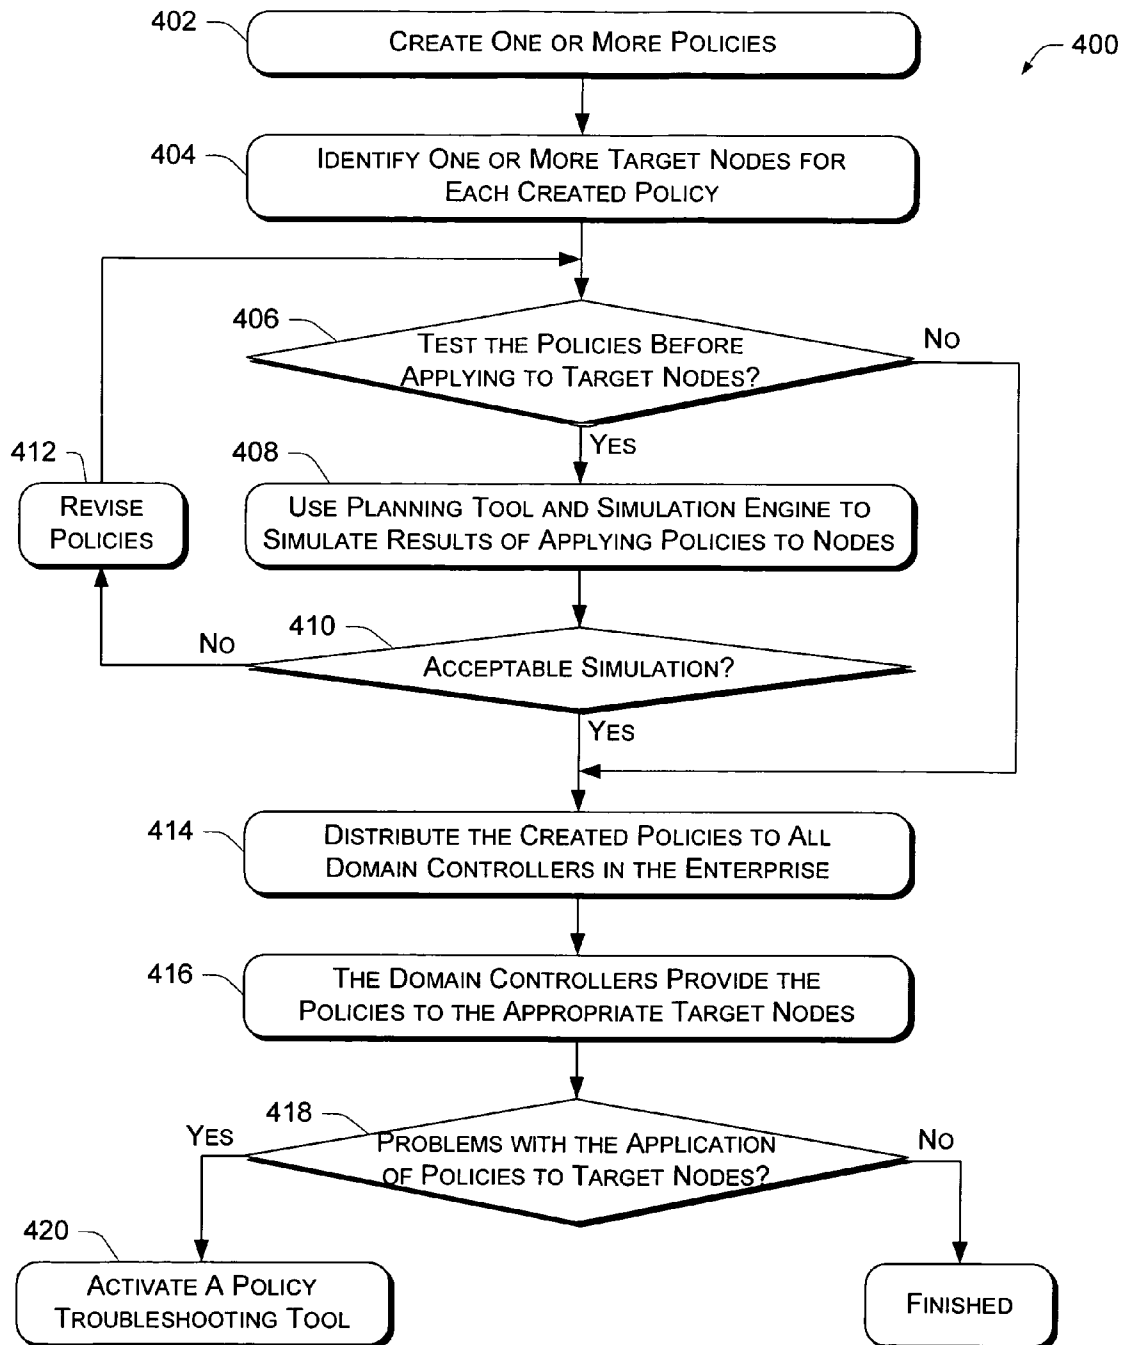 402
CREATE ONE OR MORE POLICIES
400
404
IDENTIFY ONE OR MORE TARGET NODES FOR
EACH CREATED POLICY
406
TEST THE POLICIES BEFORE
APPLYING TO TARGET NODES?
NO
YES
412
REVISE
POLICIES
408
USE PLANNING TOOL AND SIMULATION ENGINE TO
SIMULATE RESULTS OF APPLYING POLICIES TO NODES
410
NO
ACCEPTABLE SIMULATION?
YES
414
DISTRIBUTE THE CREATED POLICIES TO ALL
DOMAIN CONTROLLERS IN THE ENTERPRISE
416
THE DOMAIN CONTROLLERS PROVIDE THE
POLICIES TO THE APPROPRIATE TARGET NODES
418
YES
PROBLEMS WITH THE APPLICATION
OF POLICIES TO TARGET NODES?
NO
420
ACTIVATE A POLICY
TROUBLESHOOTING TOOL
FINISHED